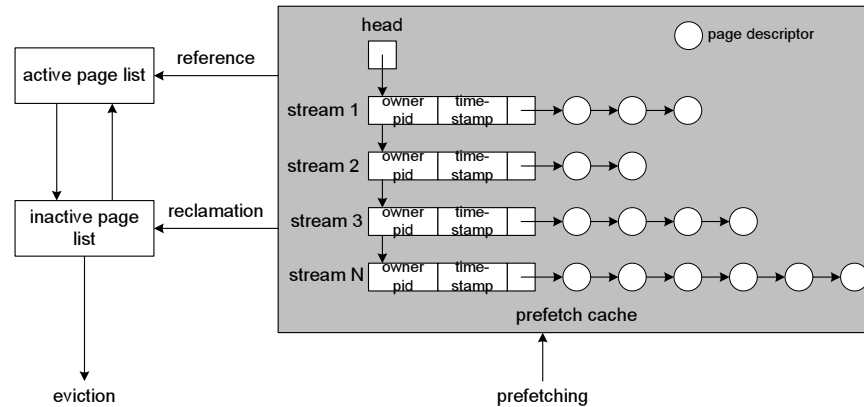 head
page descriptor
active page list
reference
stream 1
owner pid
time-stamp
stream 2
owner pid
time-stamp
inactive page list
reclamation
stream 3
owner pid
time-stamp
stream N
owner pid
time-stamp
prefetch cache
eviction
prefetching